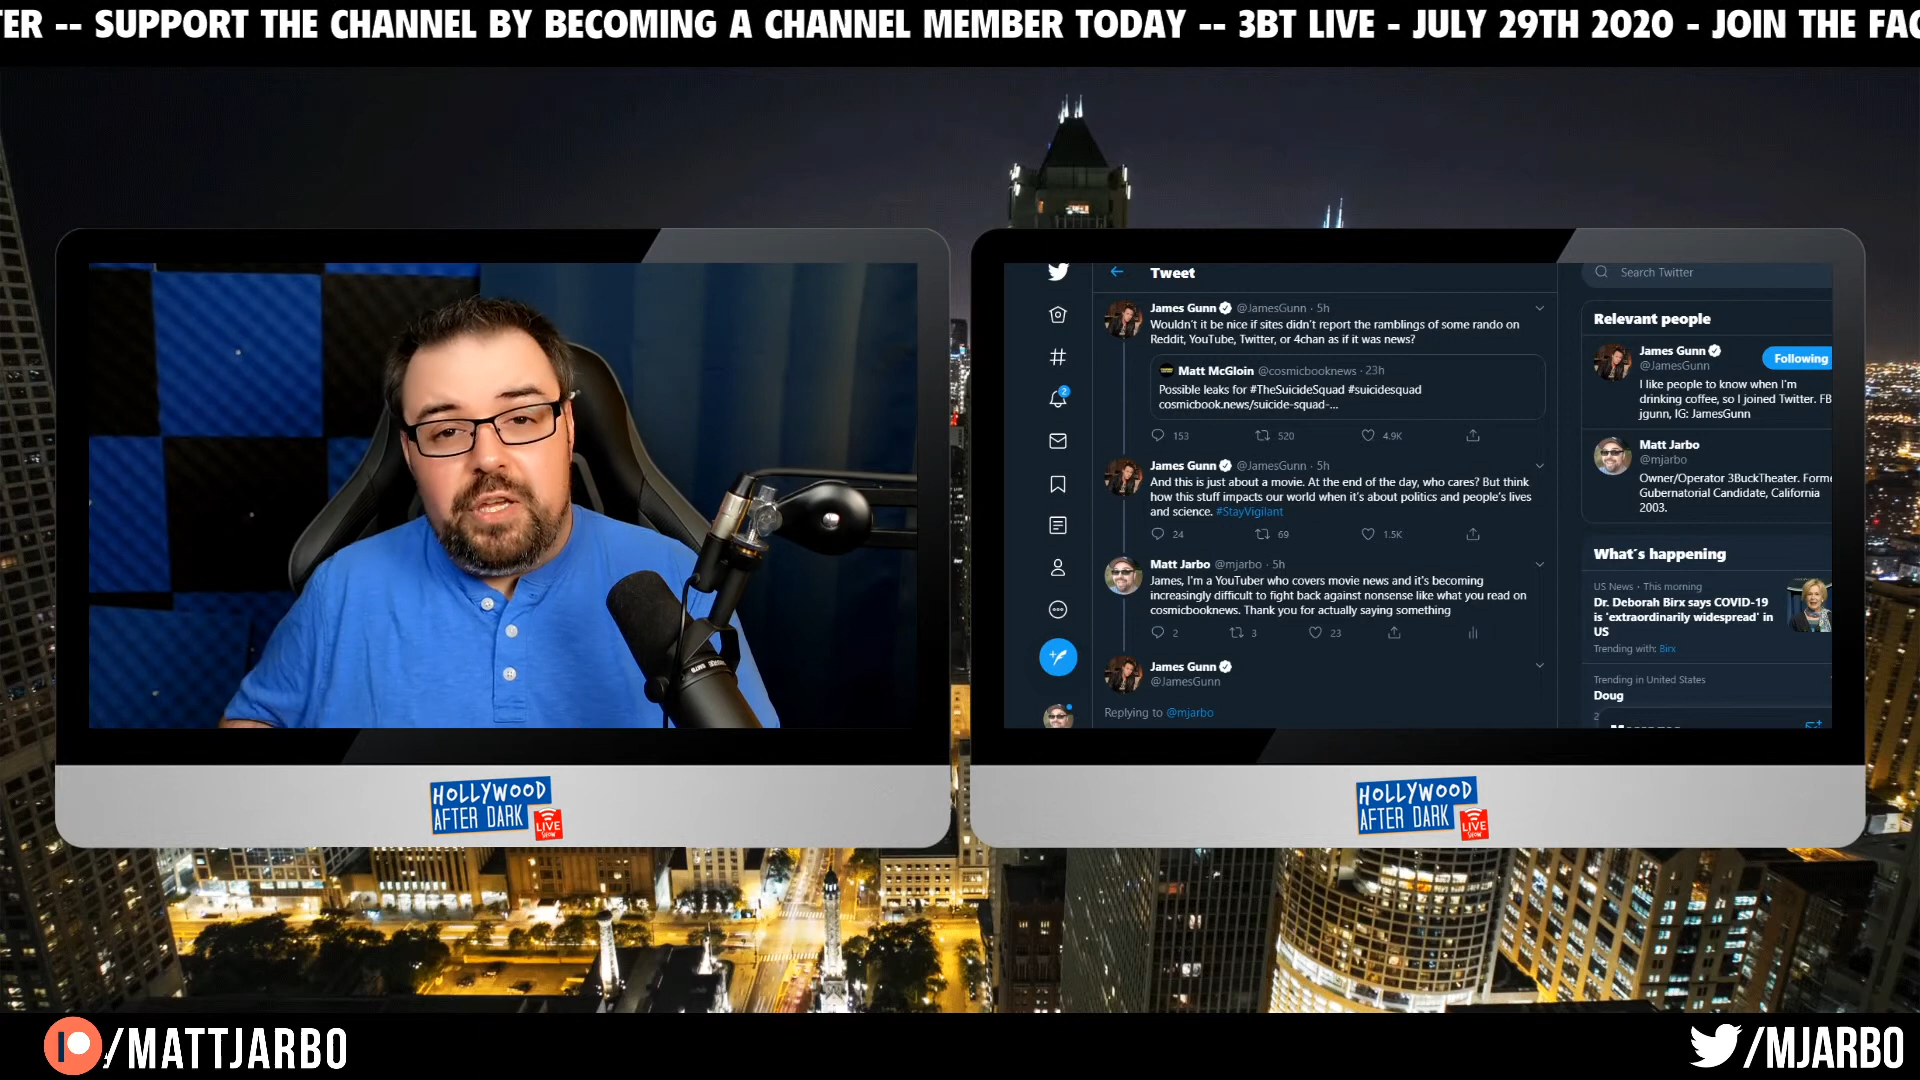 TER -- SUPPORT THE CHANNEL BY BECOMING A CHANNEL MEMBER TODAY -- 3BT LIVE - JULY 29TH 2020 - JOIN THE FAC
Tweet
James Gunn @JamesGunn · 5h
Wouldn't it be nice if sites didn't report the ramblings of some rando on
Reddit, YouTube, Twitter, or 4chan as if it was news?
Matt McGloin @cosmicbooknews · 23h
Possible leaks for #TheSuicideSquad #suicidesquad
cosmicbook.news/suicide-squad-...
153 520 4.9K
James Gunn @JamesGunn · 5h
And this is just about a movie. At the end of the day, who cares? But think
how this stuff impacts our world when it's about politics and people's lives
and science. #StayVigilant
24 69 1.5K
Matt Jarbo @mjarbo · 5h
James, I'm a YouTuber who covers movie news and it's becoming
increasingly difficult to fight back against nonsense like what you read on
cosmicbooknews. Thank you for actually saying something
2 3 23
James Gunn
@JamesGunn
Replying to @mjarbo
2
Search Twitter
Relevant people
James Gunn
@JamesGunn
Following
I like people to know when I'm
drinking coffee, so I joined Twitter. FB
jgunn, IG: JamesGunn
Matt Jarbo
@mjarbo
Owner/Operator 3BuckTheater. Forme
Gubernatorial Candidate, California
2003.
What's happening
US News · This morning
Dr. Deborah Birx says COVID-19
is 'extraordinarily widespread' in
US
Trending with: Birx
Trending in United States
Doug
HOLLYWOOD
AFTER DARK
LIVE
SHOW
HOLLYWOOD
AFTER DARK
LIVE
SHOW
/MATTJARBO
/MJARBO